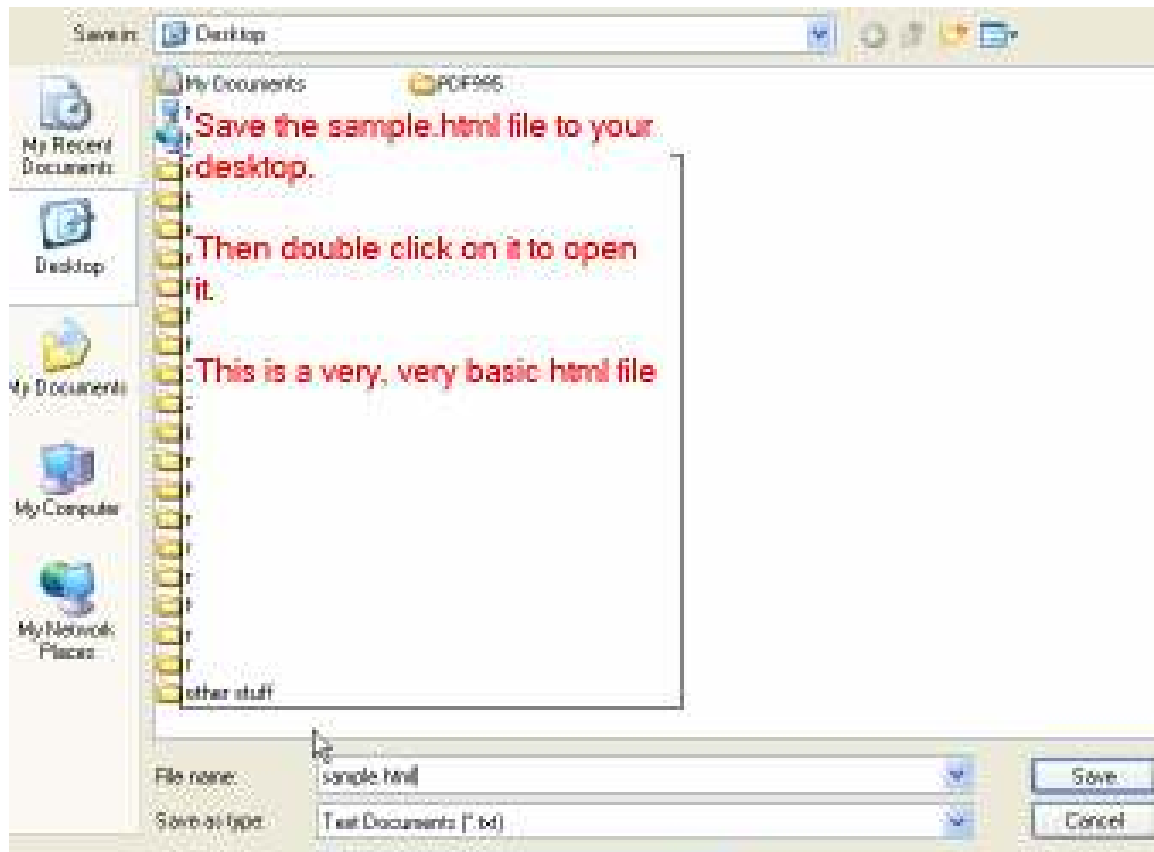 Save in:
Desktop
My Documents
PDF995
Save the sample.html file to your
desktop.
Then double click on it to open
it.
This is a very, very basic html file
other stuff
My Recent
Documents
Desktop
My Documents
My Computer
My Network
Places
File name:
sample.html
Save
Save as type:
Text Documents (*.txt)
Cancel